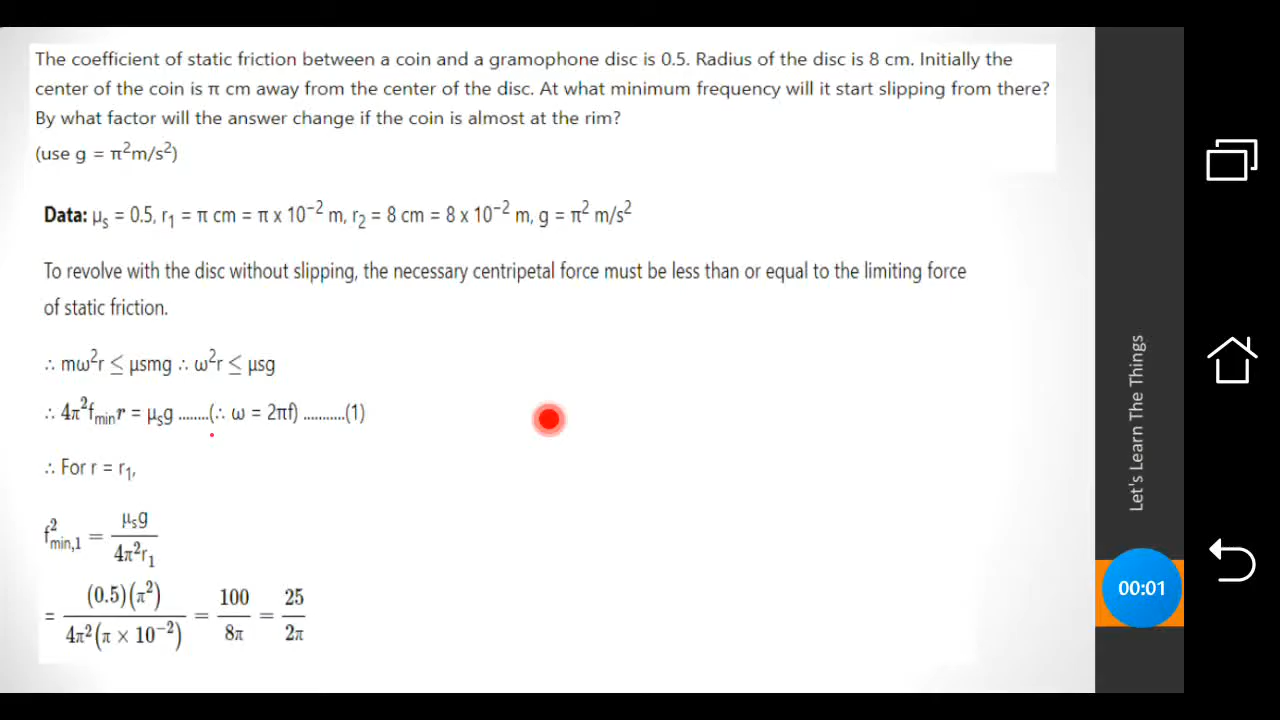 The coefficient of static friction between a coin and a gramophone disc is 0.5. Radius of the disc is 8 cm. Initially the
center of the coin is π cm away from the center of the disc. At what minimum frequency will it start slipping from there?
By what factor will the answer change if the coin is almost at the rim?
(use g = π²m/s²)
Data: μₛ = 0.5, r₁ = π cm = π x 10⁻² m, r₂ = 8 cm = 8 x 10⁻² m, g = π² m/s²
To revolve with the disc without slipping, the necessary centripetal force must be less than or equal to the limiting force
of static friction.
∴ mω²r ≤ μsmg ∴ ω²r ≤ μsg
∴ 4π²f_min r = μₛg ........(∴ ω = 2πf) ...........(1)
∴ For r = r₁,
f²_min,1 = μₛg / 4π²r₁
= (0.5)(π²) / 4π²(π × 10⁻²) = 100 / 8π = 25 / 2π
Let's Learn The Things
00:01